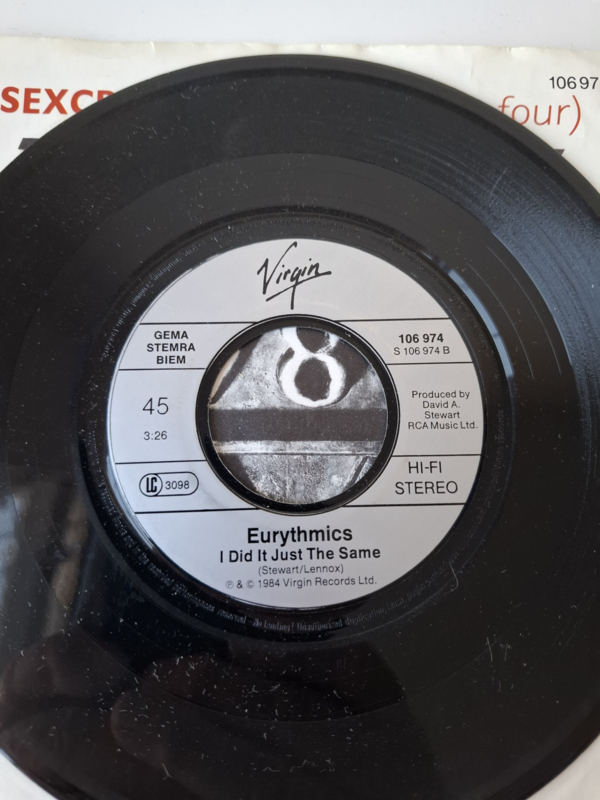 10697
SEXCR
four)
Virgin
GEMA
STEMRA
BIEM
106 974
S 106 974 B
45
3:26
Produced by
David A.
Stewart
RCA Music Ltd.
LC 3098
HI-FI
STEREO
Eurythmics
I Did It Just The Same
(Stewart/Lennox)
℗ & © 1984 Virgin Records Ltd.
8